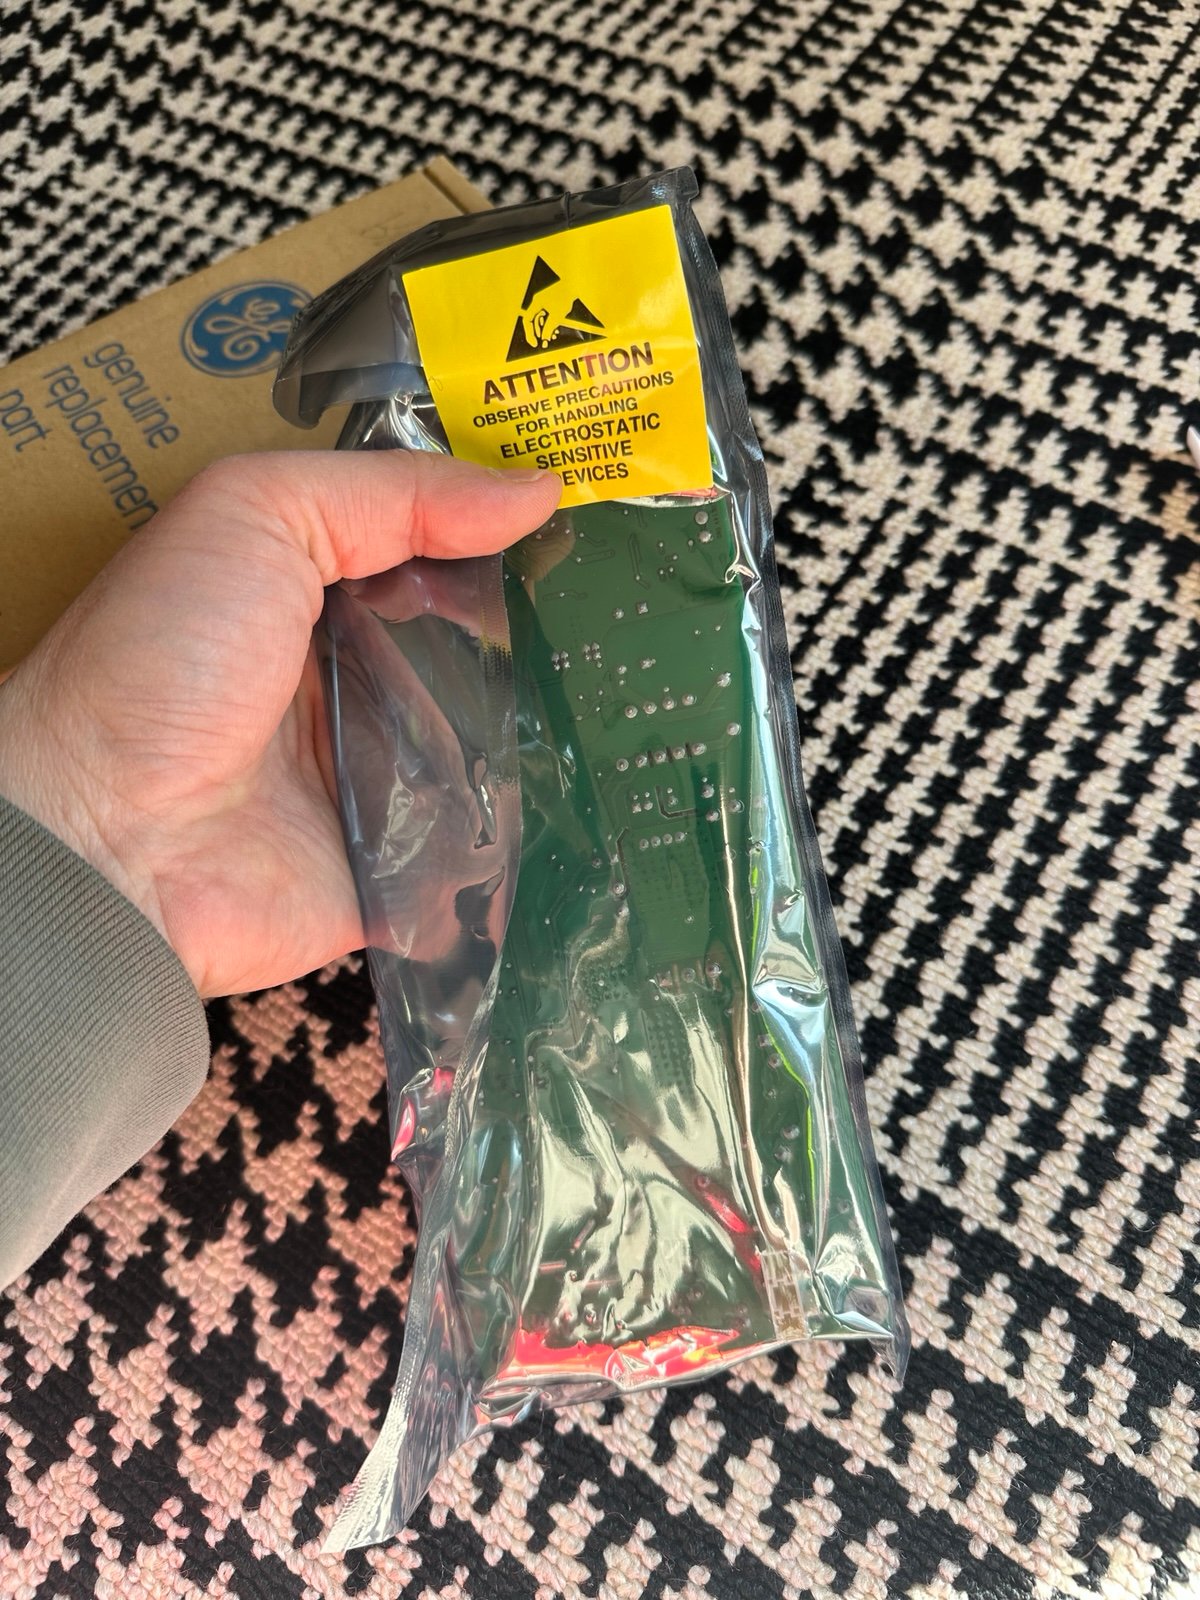 ATTENTION
OBSERVE PRECAUTIONS
FOR HANDLING
ELECTROSTATIC
SENSITIVE
EVICES
genuine
replacemen
part